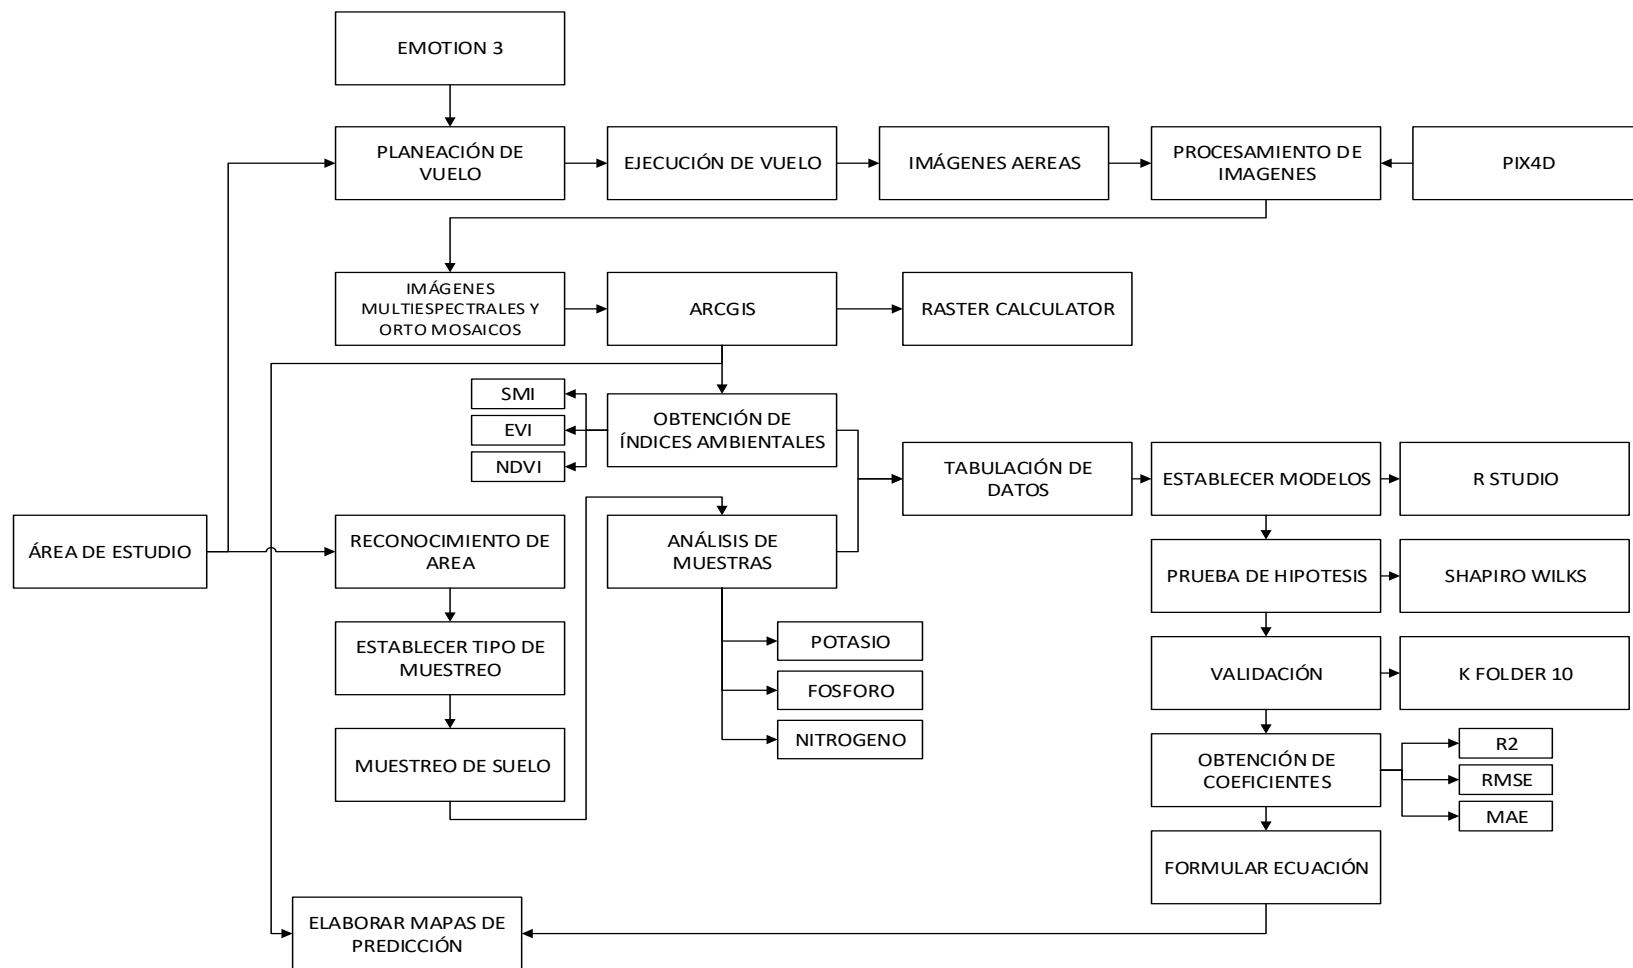 EMOTION 3
PLANEACIÓN DE
VUELO
EJECUCIÓN DE VUELO
IMÁGENES AEREAS
PROCESAMIENTO DE
IMAGENES
PIX4D
IMÁGENES
MULTIESPECTRALES Y
ORTO MOSAICOS
ARCGIS
RASTER CALCULATOR
SMI
EVI
NDVI
OBTENCIÓN DE
ÍNDICES AMBIENTALES
TABULACIÓN DE
DATOS
ESTABLECER MODELOS
R STUDIO
ÁREA DE ESTUDIO
RECONOCIMIENTO DE
AREA
ANÁLISIS DE
MUESTRAS
PRUEBA DE HIPOTESIS
SHAPIRO WILKS
ESTABLECER TIPO DE
MUESTREO
POTASIO
FOSFORO
NITROGENO
VALIDACIÓN
K FOLDER 10
MUESTREO DE SUELO
OBTENCIÓN DE
COEFICIENTES
R2
RMSE
MAE
FORMULAR ECUACIÓN
ELABORAR MAPAS DE
PREDICCIÓN